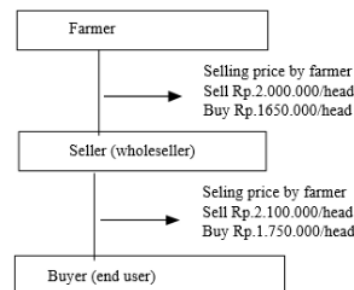 Farmer
Selling price by farmer
Sell Rp.2.000.000/head
Buy Rp.1650.000/head
Seller (wholeseller)
Seling price by farmer
Sell Rp.2.100.000/head
Buy Rp.1.750.000/head
Buyer (end user)